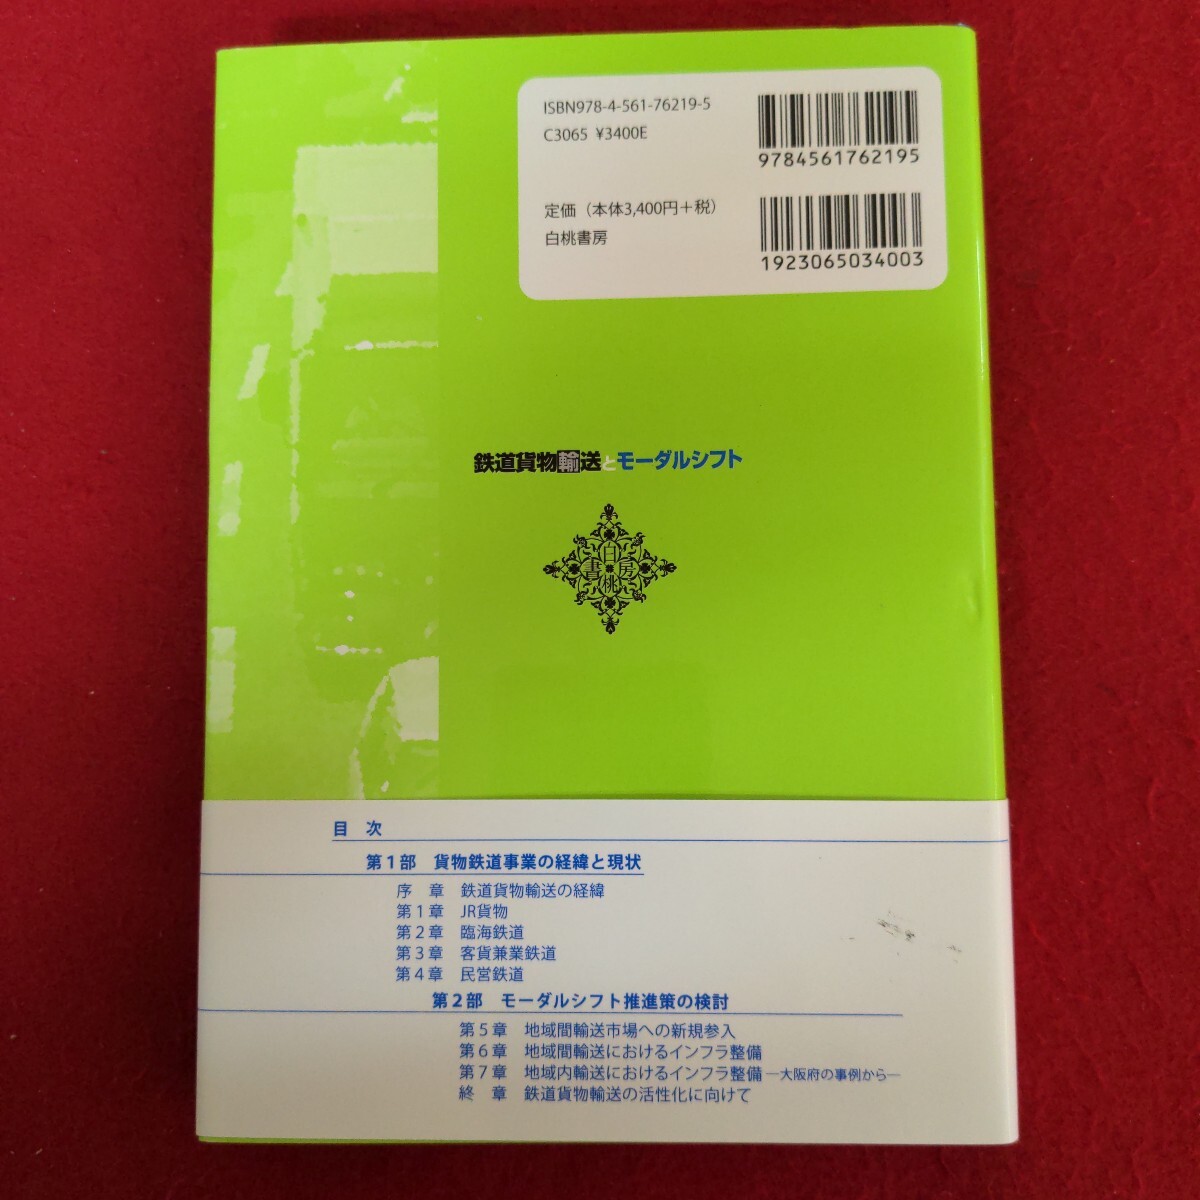 ISBN978-4-561-76219-5
C3065 ¥3400E
9784561762195
定価（本体3,400円＋税）
白桃書房
1923065034003
鉄道貨物輸送とモーダルシフト
白桃書房
目 次
第1部 貨物鉄道事業の経緯と現状
序 章 鉄道貨物輸送の経緯
第1章 JR貨物
第2章 臨海鉄道
第3章 客貨兼業鉄道
第4章 民営鉄道
第2部 モーダルシフト推進策の検討
第5章 地域間輸送市場への新規参入
第6章 地域間輸送におけるインフラ整備
第7章 地域内輸送におけるインフラ整備 ―大阪府の事例から―
終 章 鉄道貨物輸送の活性化に向けて